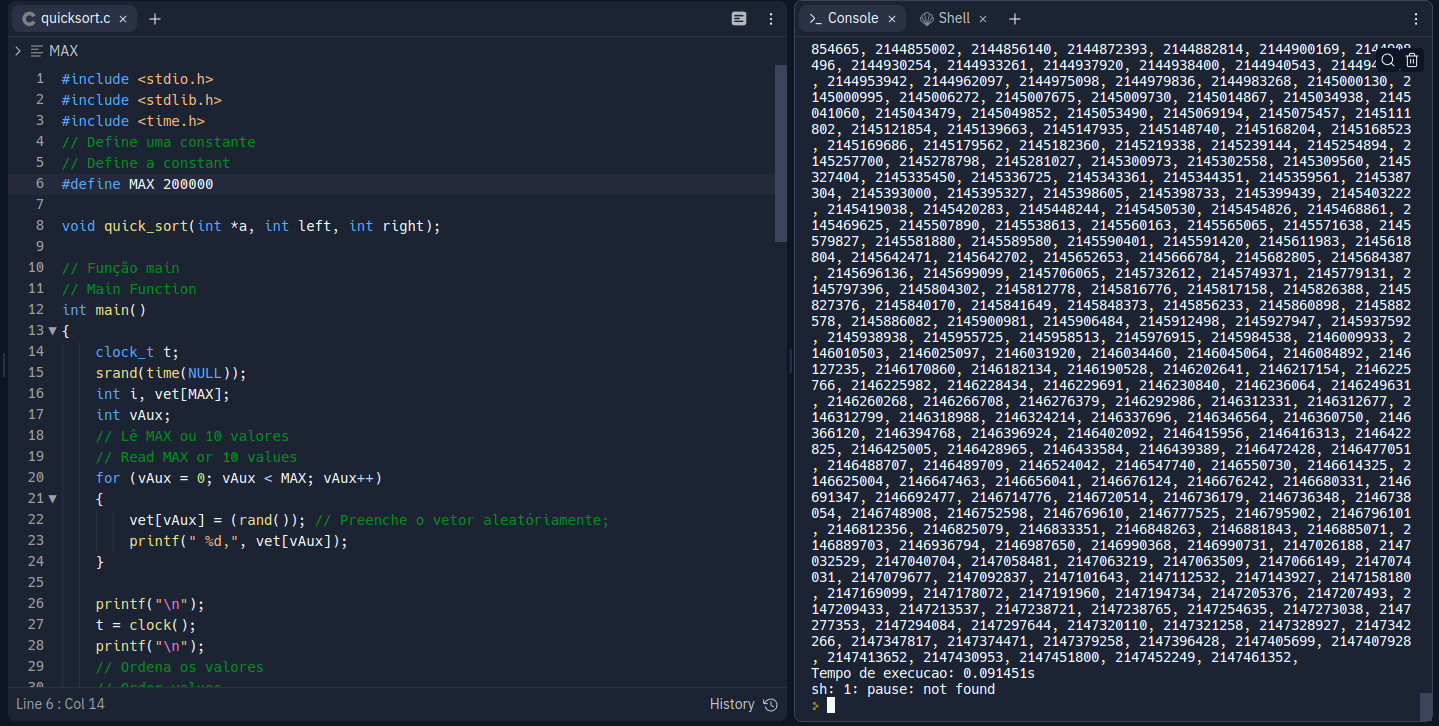 quicksort.c
MAX
1 #include <stdio.h>
2 #include <stdlib.h>
3 #include <time.h>
4 // Define uma constante
5 // Define a constant
6 #define MAX 200000
7
8 void quick_sort(int *a, int left, int right);
9
10 // Função main
11 // Main Function
12 int main()
13 {
14 clock_t t;
15 srand(time(NULL));
16 int i, vet[MAX];
17 int vAux;
18 // Lê MAX ou 10 valores
19 // Read MAX or 10 values
20 for (vAux = 0; vAux < MAX; vAux++)
21 {
22 vet[vAux] = (rand()); // Preenche o vetor aleatóriamente;
23 printf(" %d,", vet[vAux]);
24 }
25
26 printf("\n");
27 t = clock();
28 printf("\n");
29 // Ordena os valores
30 // Order values
Line 6 : Col 14
History
Console
Shell
854665, 2144855002, 2144856140, 2144872393, 2144882814, 2144900169,
496, 2144930254, 2144933261, 2144937920, 2144938400, 2144940543,
, 2144953942, 2144962097, 2144975098, 2144979836, 2144983268, 2145000130, 2
145000995, 2145006272, 2145007675, 2145009730, 2145014867, 2145034938, 2145
041060, 2145043479, 2145049852, 2145053490, 2145069194, 2145075457, 2145111
802, 2145121854, 2145139663, 2145147935, 2145148740, 2145168204, 2145168523
, 2145169686, 2145179562, 2145182360, 2145219338, 2145239144, 2145254894, 2
145257700, 2145278798, 2145281027, 2145300973, 2145302558, 2145309560, 2145
327404, 2145335450, 2145336725, 2145343361, 2145344351, 2145359561, 2145387
304, 2145393000, 2145395327, 2145398605, 2145398733, 2145399439, 2145403222
, 2145419038, 2145420283, 2145448244, 2145450530, 2145454826, 2145468861, 2
145469625, 2145507890, 2145538613, 2145560163, 2145565065, 2145571638, 2145
579827, 2145581880, 2145589580, 2145590401, 2145591420, 2145611983, 2145618
804, 2145642471, 2145642702, 2145652653, 2145666784, 2145682805, 2145684387
, 2145696136, 2145699099, 2145706065, 2145732612, 2145749371, 2145779131, 2
145797396, 2145804302, 2145812778, 2145816776, 2145817158, 2145826388, 2145
827376, 2145840170, 2145841649, 2145848373, 2145856233, 2145860898, 2145882
578, 2145886082, 2145900981, 2145906484, 2145912498, 2145927947, 2145937592
, 2145938938, 2145955725, 2145958513, 2145976915, 2145984538, 2146009933, 2
146010503, 2146025097, 2146031920, 2146034460, 2146045064, 2146084892, 2146
127235, 2146170860, 2146182134, 2146190528, 2146202641, 2146217154, 2146225
766, 2146225982, 2146228434, 2146229691, 2146230840, 2146236064, 2146249631
, 2146260268, 2146266708, 2146276379, 2146292986, 2146312331, 2146312677, 2
146312799, 2146318988, 2146324214, 2146337696, 2146346564, 2146360750, 2146
366120, 2146394768, 2146396924, 2146402092, 2146415956, 2146416313, 2146422
825, 2146425005, 2146428965, 2146433584, 2146439389, 2146472428, 2146477051
, 2146488707, 2146489709, 2146524042, 2146547740, 2146550730, 2146614325, 2
146625004, 2146647463, 2146656041, 2146676124, 2146676242, 2146680331, 2146
691347, 2146692477, 2146714776, 2146720514, 2146736179, 2146736348, 2146738
054, 2146748908, 2146752598, 2146769610, 2146777525, 2146795902, 2146796101
, 2146812356, 2146825079, 2146833351, 2146848263, 2146881843, 2146885071, 2
146889703, 2146936794, 2146987650, 2146990368, 2146990731, 2147026188, 2147
032529, 2147040704, 2147058481, 2147063219, 2147063509, 2147066149, 2147074
031, 2147079677, 2147092837, 2147101643, 2147112532, 2147143927, 2147158180
, 2147169099, 2147178072, 2147191960, 2147194734, 2147205376, 2147207493, 2
147209433, 2147213537, 2147238721, 2147238765, 2147254635, 2147273038, 2147
277353, 2147294084, 2147297644, 2147320110, 2147321258, 2147328927, 2147342
266, 2147347817, 2147374471, 2147379258, 2147396428, 2147405699, 2147407928
, 2147413652, 2147430953, 2147451800, 2147452249, 2147461352,
Tempo de execucao: 0.091451s
sh: 1: pause: not found